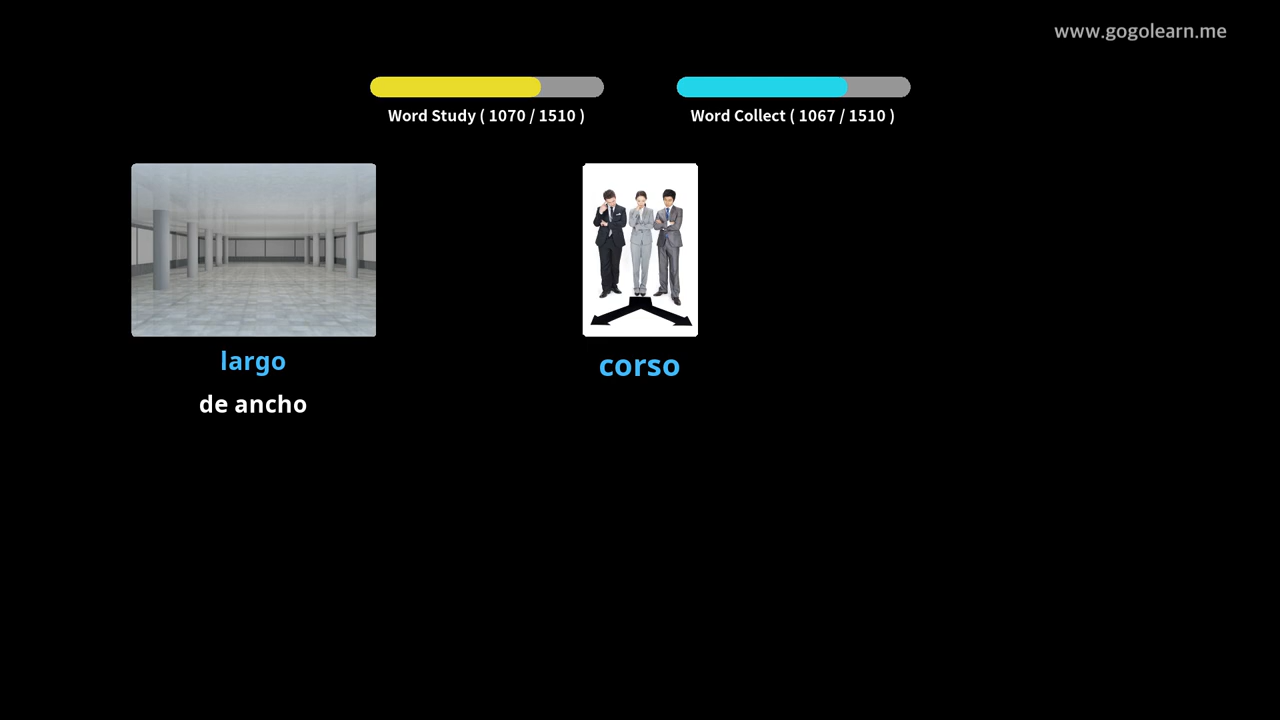 www.gogolearn.me
Word Study ( 1070 / 1510 )
Word Collect ( 1067 / 1510 )
largo
de ancho
corso